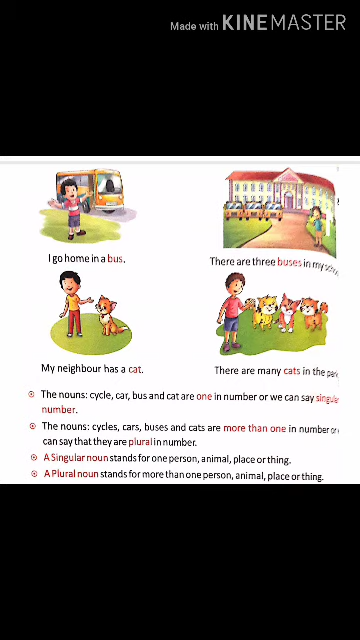 Made with KINEMASTER
I go home in a bus.
There are three buses in my
My neighbour has a cat.
There are many cats in the
The nouns: cycle, car, bus and cat are one in number or we can say
number.
The nouns: cycles, cars, buses and cats are more than one in number or
can say that they are plural in number.
A Singular noun stands for one person, animal, place or thing.
A Plural noun stands for more than one person, animal, place or thing.